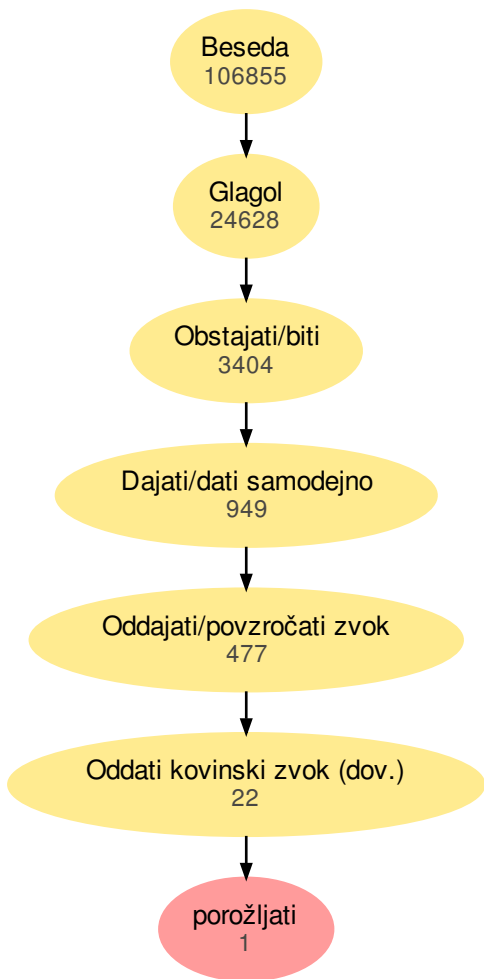 Beseda
106855
Glagol
24628
Obstajati/biti
3404
Dajati/dati samodejno
949
Oddajati/povzročati zvok
477
Oddati kovinski zvok (dov.)
22
porožljati
1